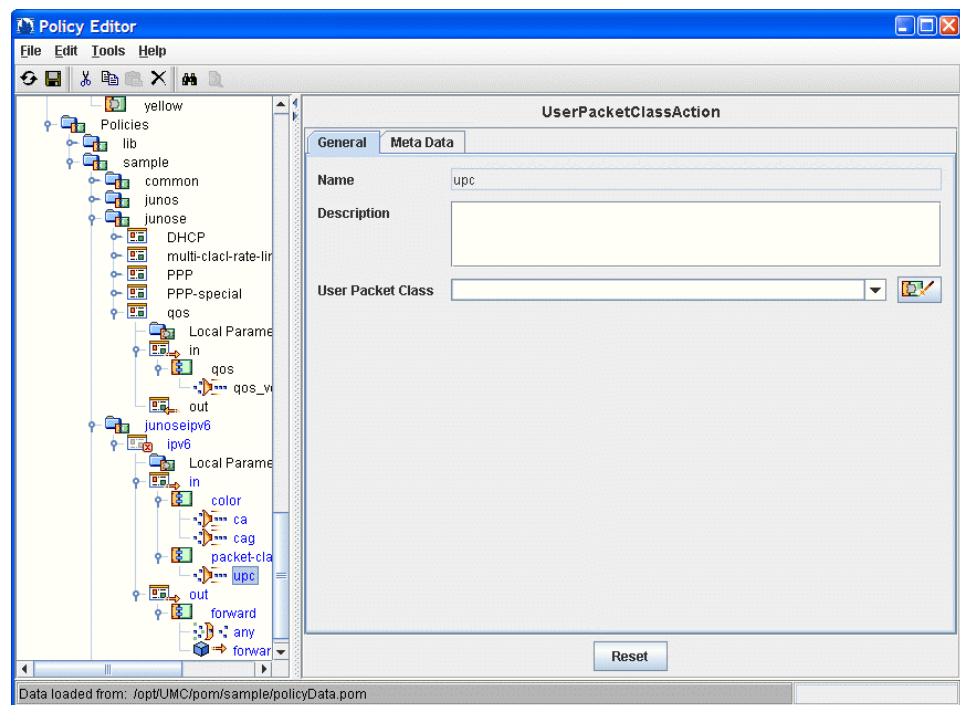 Policy Editor
File Edit Tools Help
yellow
Policies
lib
sample
common
junos
junose
DHCP
multi-clacl-rate-lir
PPP
PPP-special
qos
Local Parame
in
qos
qos_v
out
junoseipv6
ipv6
Local Parame
in
color
ca
cag
packet-cla
upc
out
forward
any
forwar
UserPacketClassAction
General Meta Data
Name upc
Description
User Packet Class
Reset
Data loaded from: /opt/UMC/pom/sample/policyData.pom